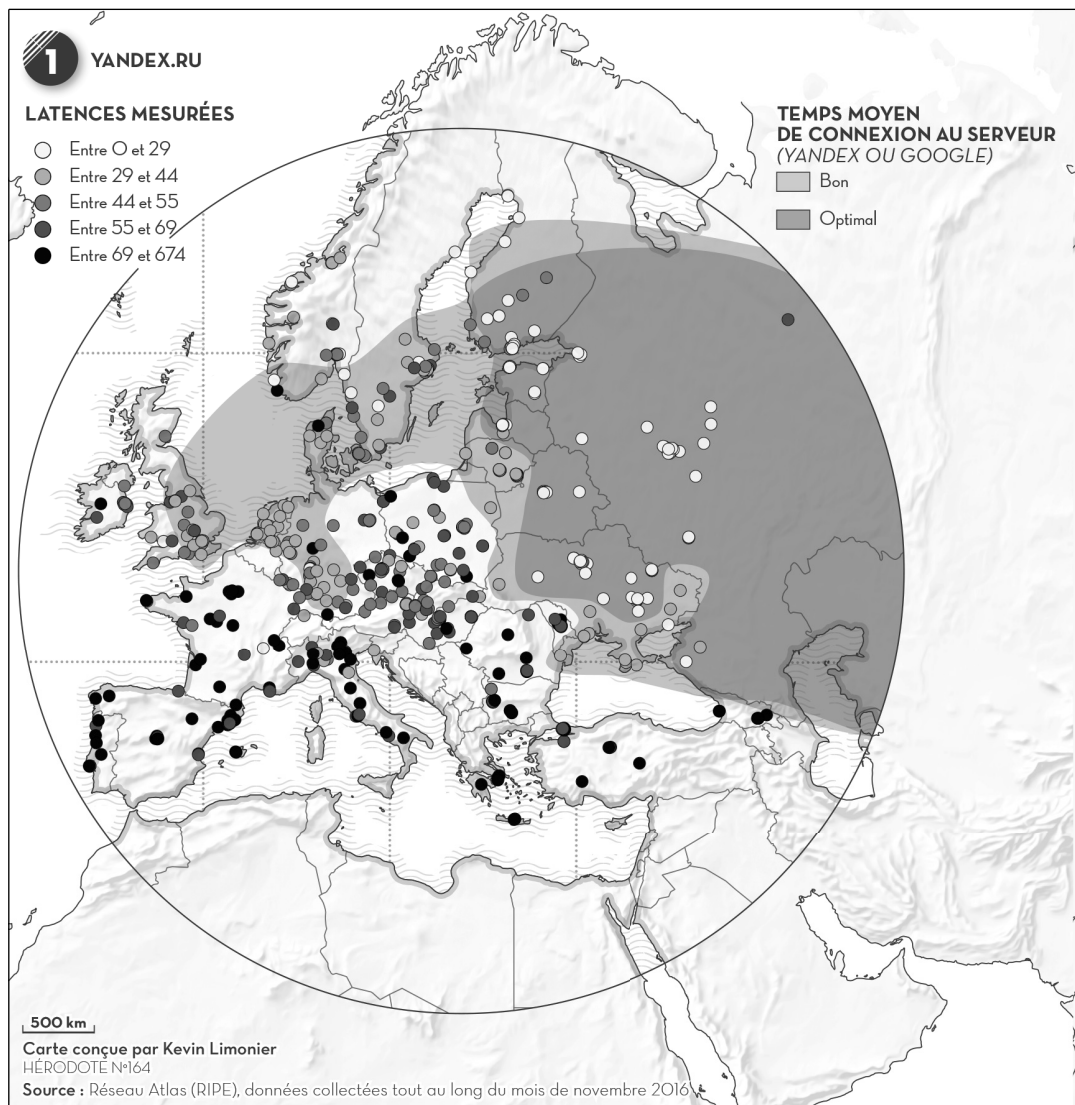 1 YANDEX.RU
LATENCES MESURÉES
Entre 0 et 29
Entre 29 et 44
Entre 44 et 55
Entre 55 et 69
Entre 69 et 674
TEMPS MOYEN
DE CONNEXION AU SERVEUR
(YANDEX OU GOOGLE)
Bon
Optimal
500 km
Carte conçue par Kevin Limonier
HÉRODOTE N°164
Source : Réseau Atlas (RIPE), données collectées tout au long du mois de novembre 2016